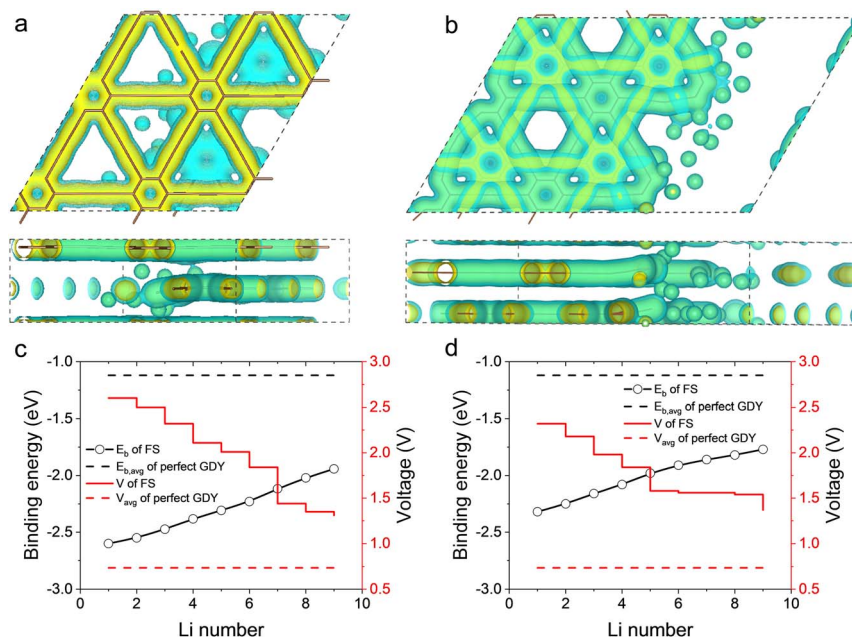 a
b
c
d
-1.0
-1.5
-2.0
-2.5
-3.0
Binding energy (eV)
E_b of FS
E_b,avg of perfect GDY
V of FS
V_avg of perfect GDY
3.0
2.5
2.0
1.5
1.0
0.5
Voltage (V)
0 2 4 6 8 10
Li number
-1.0
-1.5
-2.0
-2.5
-3.0
Binding energy (eV)
E_b of FS
E_b,avg of perfect GDY
V of FS
V_avg of perfect GDY
3.0
2.5
2.0
1.5
1.0
0.5
Voltage (V)
0 2 4 6 8 10
Li number